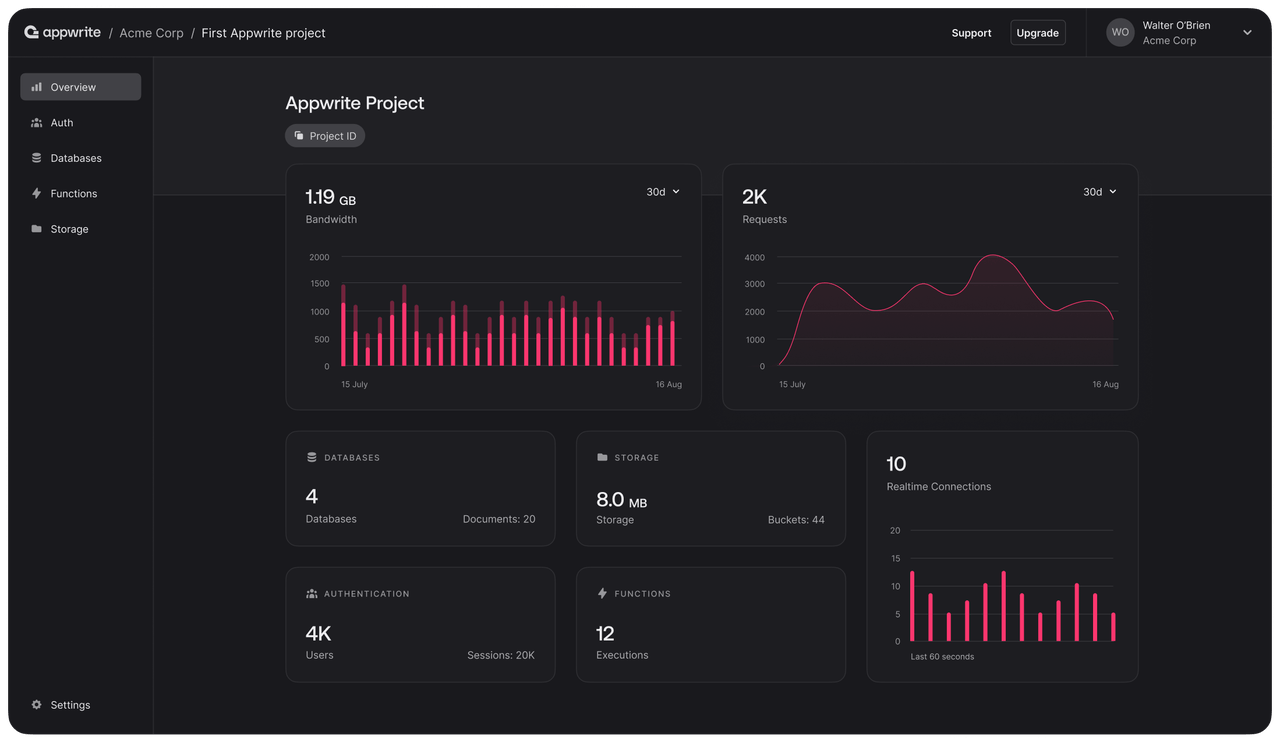 appwrite / Acme Corp / First Appwrite project
Support
Upgrade
WO
Walter O'Brien
Acme Corp
Overview
Auth
Databases
Functions
Storage
Settings
Appwrite Project
Project ID
1.19 GB
Bandwidth
30d
2000
1500
1000
500
0
15 July
16 Aug
2K
Requests
30d
4000
3000
2000
1000
0
15 July
16 Aug
DATABASES
4
Databases
Documents: 20
STORAGE
8.0 MB
Storage
Buckets: 44
10
Realtime Connections
20
15
10
5
0
Last 60 seconds
AUTHENTICATION
4K
Users
Sessions: 20K
FUNCTIONS
12
Executions